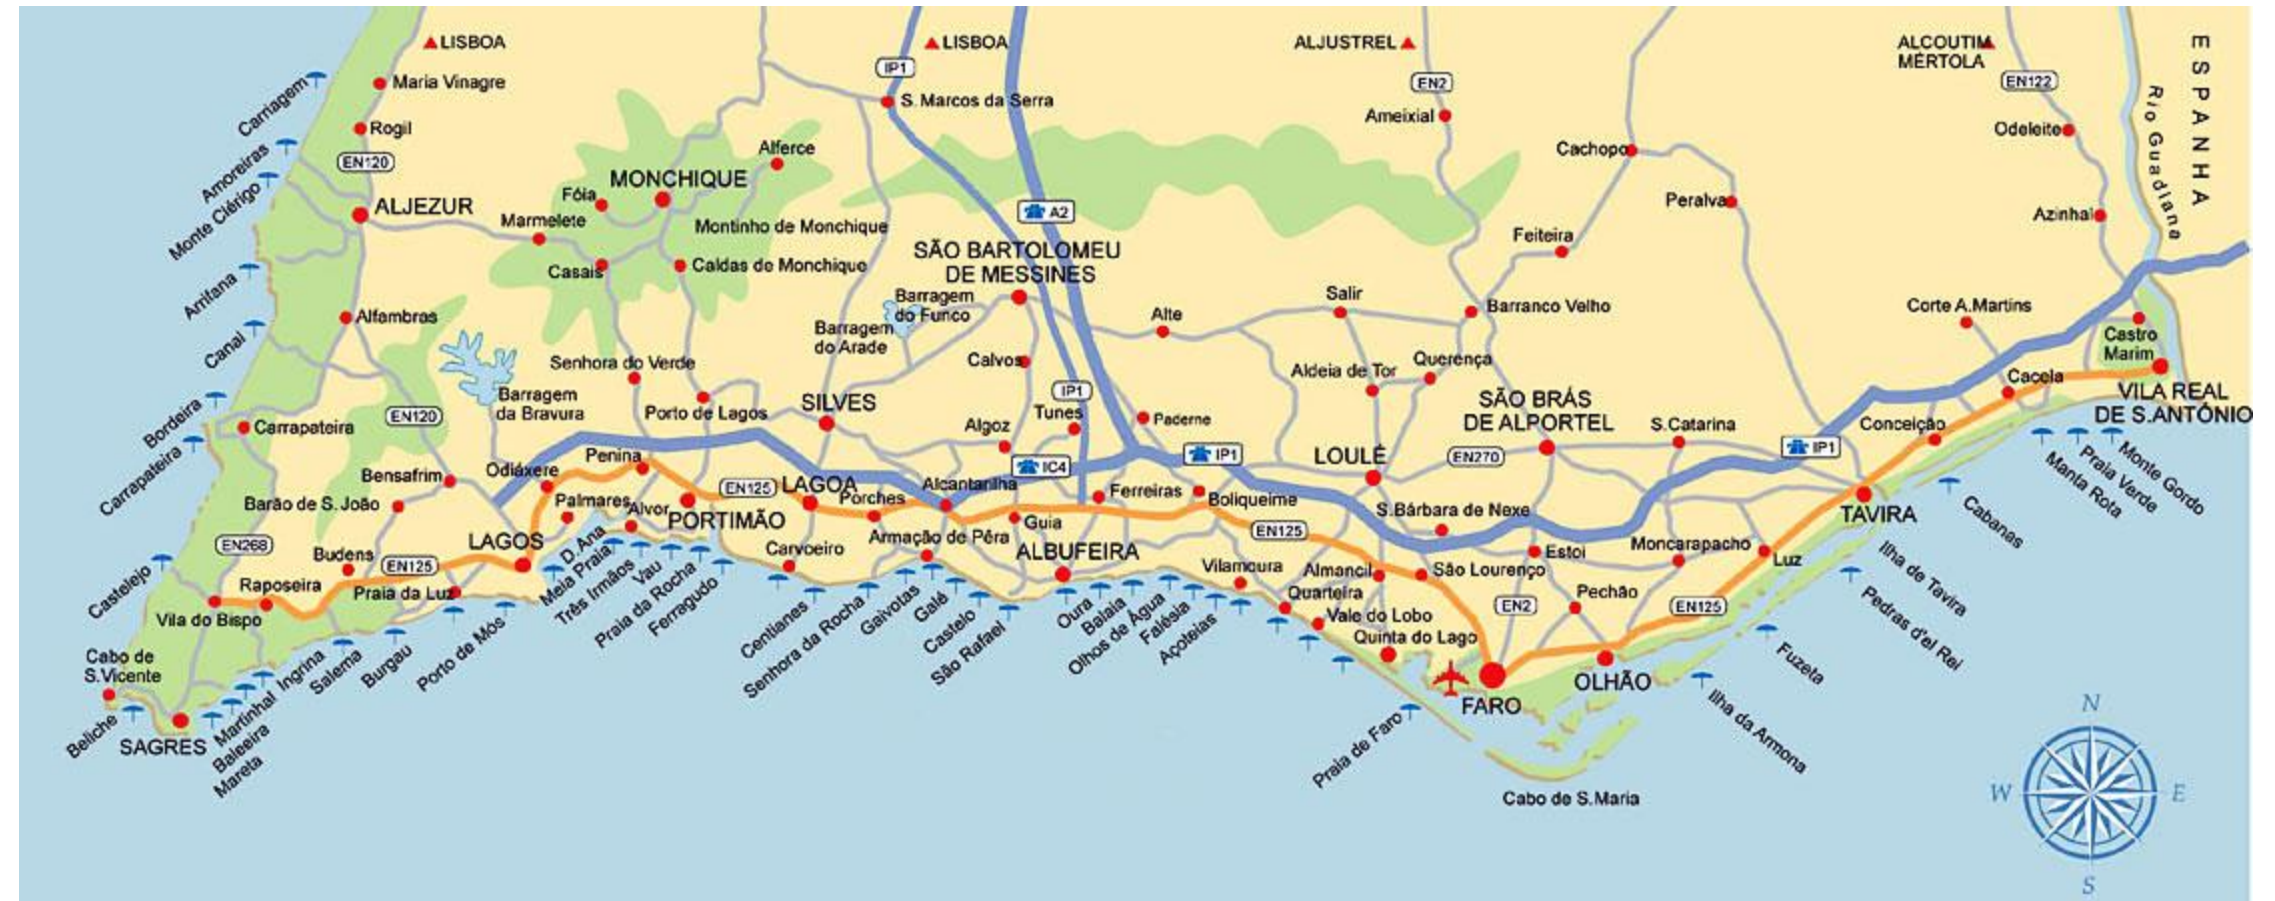 LISBOA
LISBOA
ALJUSTREL
ALCOUTIM
MÉRTOLA
ESPANHA
Rio Guadiana
IP1
EN2
EN122
Carriagem
Maria Vinagre
S. Marcos da Serra
Ameixial
Rogil
Odeleite
Amoreiras
EN120
Alferce
Cachopo
Monte Clérigo
MONCHIQUE
Fóia
Peralva
ALJEZUR
Marmelete
Montinho de Monchique
A2
Azinhal
Feiteira
SÃO BARTOLOMEU
DE MESSINES
Arrifana
Casais
Caldas de Monchique
Barragem
do Funco
Salir
Barranco Velho
Corte A.Martins
Alfambras
Alte
Barragem
do Arade
Castro
Marim
Canal
Senhora do Verde
Calvos
Aldeia de Tor
Querença
Cacela
VILA REAL
DE S.ANTÓNIO
Barragem
da Bravura
IP1
Bordeira
EN120
Porto de Lagos
SILVES
Tunes
Paderne
SÃO BRÁS
DE ALPORTEL
S.Catarina
Conceição
Carrapateira
Algoz
Carrapateira
Penina
IC4
IP1
LOULÉ
EN270
IP1
Monte Gordo
Praia Verde
Manta Rota
Bensafrim
Odiáxere
EN125
LAGOA
Alcantarilha
Ferreiras
Boliqueime
Barão de S. João
Palmares
Alvor
PORTIMÃO
Porches
Guia
S.Bárbara de Nexe
TAVIRA
Cabanas
EN268
Budens
LAGOS
D. Ana
Meia Praia
Carvoeiro
Armação de Pêra
ALBUFEIRA
EN125
Estoi
Moncarapacho
Luz
Ilha de Tavira
EN125
Castelejo
Raposeira
Praia da Luz
Três Irmãos
Vau
Praia da Rocha
Ferragudo
Vilamoura
Almancil
São Lourenço
Vila do Bispo
Quarteira
EN2
Pechão
EN125
Pedras d'el Rei
Centianes
Senhora da Rocha
Gaivotas
Galé
Castelo
São Rafael
Oura
Balaia
Olhos de Água
Falésia
Açoteias
Vale do Lobo
Quinta do Lago
Fuzeta
Cabo de
S.Vicente
Ingrina
Salema
Burgau
Porto de Mós
OLHÃO
FARO
Ilha da Armona
Beliche
SAGRES
Martinhal
Baleeira
Mareta
Praia de Faro
Cabo de S.Maria
N
W
E
S